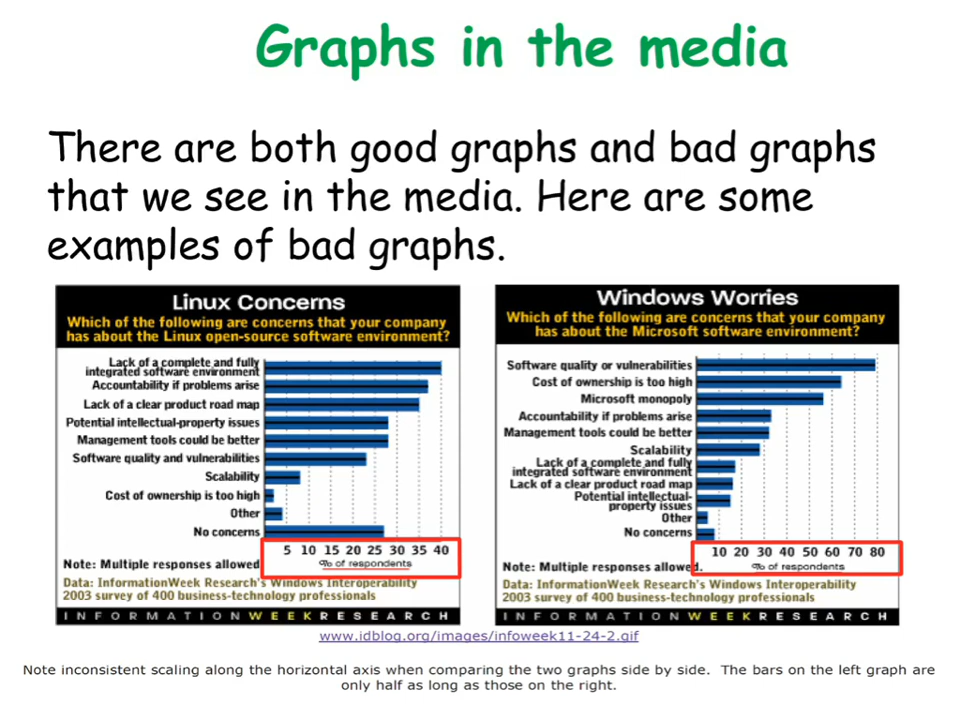 Graphs in the media
There are both good graphs and bad graphs
that we see in the media. Here are some
examples of bad graphs.
Linux Concerns
Which of the following are concerns that your company
has about the Linux open-source software environment?
Lack of a complete and fully
integrated software environment
Accountability if problems arise
Lack of a clear product road map
Potential intellectual-property issues
Management tools could be better
Software quality and vulnerabilities
Scalability
Cost of ownership is too high
Other
No concerns
5 10 15 20 25 30 35 40
% of respondents
Note: Multiple responses allowed
Data: InformationWeek Research's Windows Interoperability
2003 survey of 400 business-technology professionals
INFORMATIONWEEK RESEARCH
Windows Worries
Which of the following are concerns that your company
has about the Microsoft software environment?
Software quality or vulnerabilities
Cost of ownership is too high
Microsoft monopoly
Accountability if problems arise
Management tools could be better
Scalability
Lack of a complete and fully
integrated software environment
Lack of a clear product road map
Potential intellectual-
property issues
Other
No concerns
10 20 30 40 50 60 70 80
% of respondents
Note: Multiple responses allowed.
Data: InformationWeek Research's Windows Interoperability
2003 survey of 400 business-technology professionals
INFORMATIONWEEK RESEARCH
www.idblog.org/images/infoweek11-24-2.gif
Note inconsistent scaling along the horizontal axis when comparing the two graphs side by side. The bars on the left graph are
only half as long as those on the right.